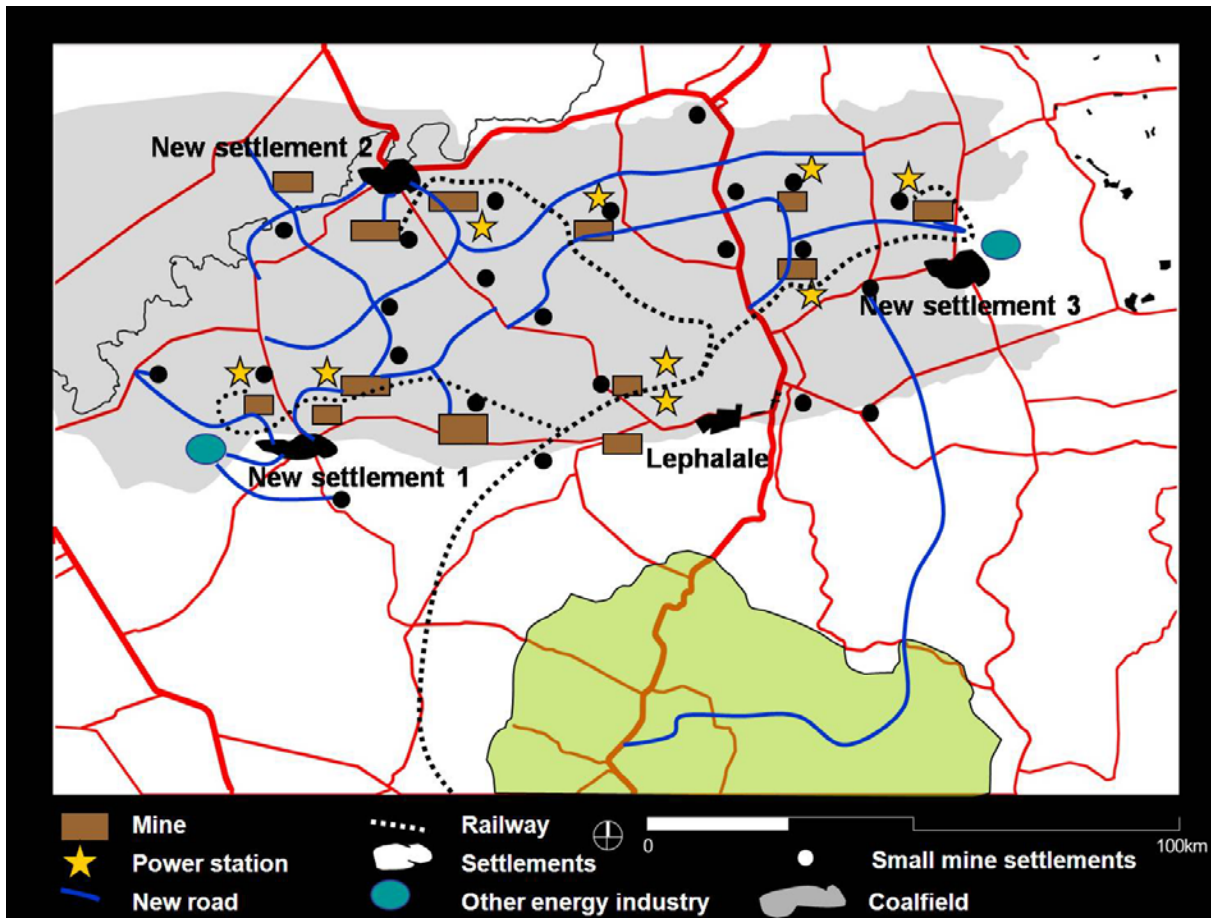 New settlement 2
New settlement 3
New settlement 1
Lephalale
Mine
Railway
0
100km
Power station
Settlements
Small mine settlements
New road
Other energy industry
Coalfield